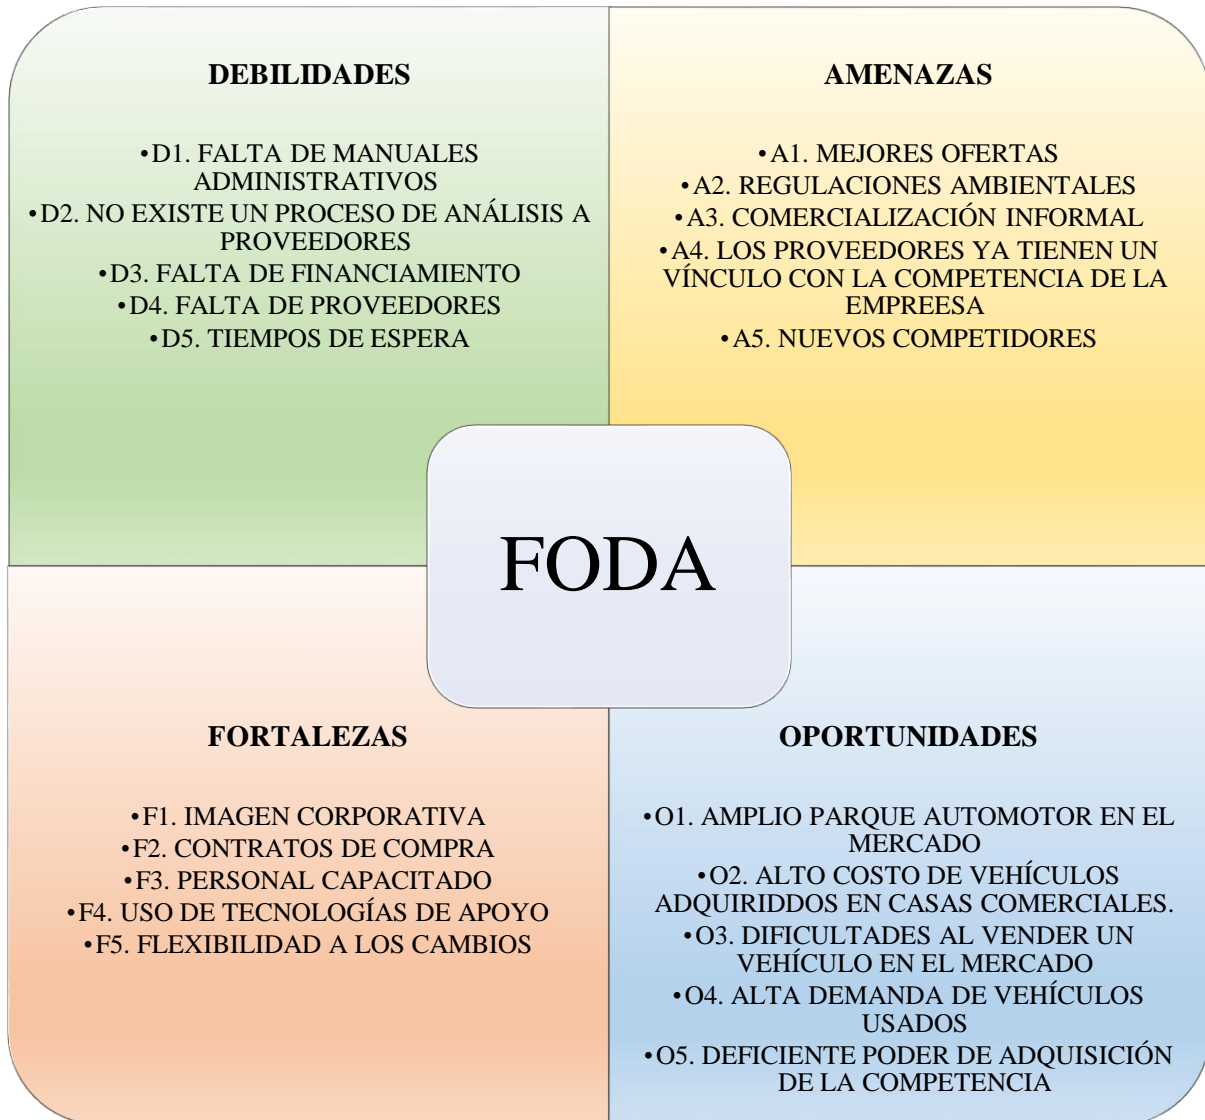 DEBILIDADES
•D1. FALTA DE MANUALES
ADMINISTRATIVOS
•D2. NO EXISTE UN PROCESO DE ANÁLISIS A
PROVEEDORES
•D3. FALTA DE FINANCIAMIENTO
•D4. FALTA DE PROVEEDORES
•D5. TIEMPOS DE ESPERA
AMENAZAS
•A1. MEJORES OFERTAS
•A2. REGULACIONES AMBIENTALES
•A3. COMERCIALIZACIÓN INFORMAL
•A4. LOS PROVEEDORES YA TIENEN UN
VÍNCULO CON LA COMPETENCIA DE LA
EMPREESA
•A5. NUEVOS COMPETIDORES
FODA
FORTALEZAS
•F1. IMAGEN CORPORATIVA
•F2. CONTRATOS DE COMPRA
•F3. PERSONAL CAPACITADO
•F4. USO DE TECNOLOGÍAS DE APOYO
•F5. FLEXIBILIDAD A LOS CAMBIOS
OPORTUNIDADES
•O1. AMPLIO PARQUE AUTOMOTOR EN EL
MERCADO
•O2. ALTO COSTO DE VEHÍCULOS
ADQUIRIDDOS EN CASAS COMERCIALES.
•O3. DIFICULTADES AL VENDER UN
VEHÍCULO EN EL MERCADO
•O4. ALTA DEMANDA DE VEHÍCULOS
USADOS
•O5. DEFICIENTE PODER DE ADQUISICIÓN
DE LA COMPETENCIA